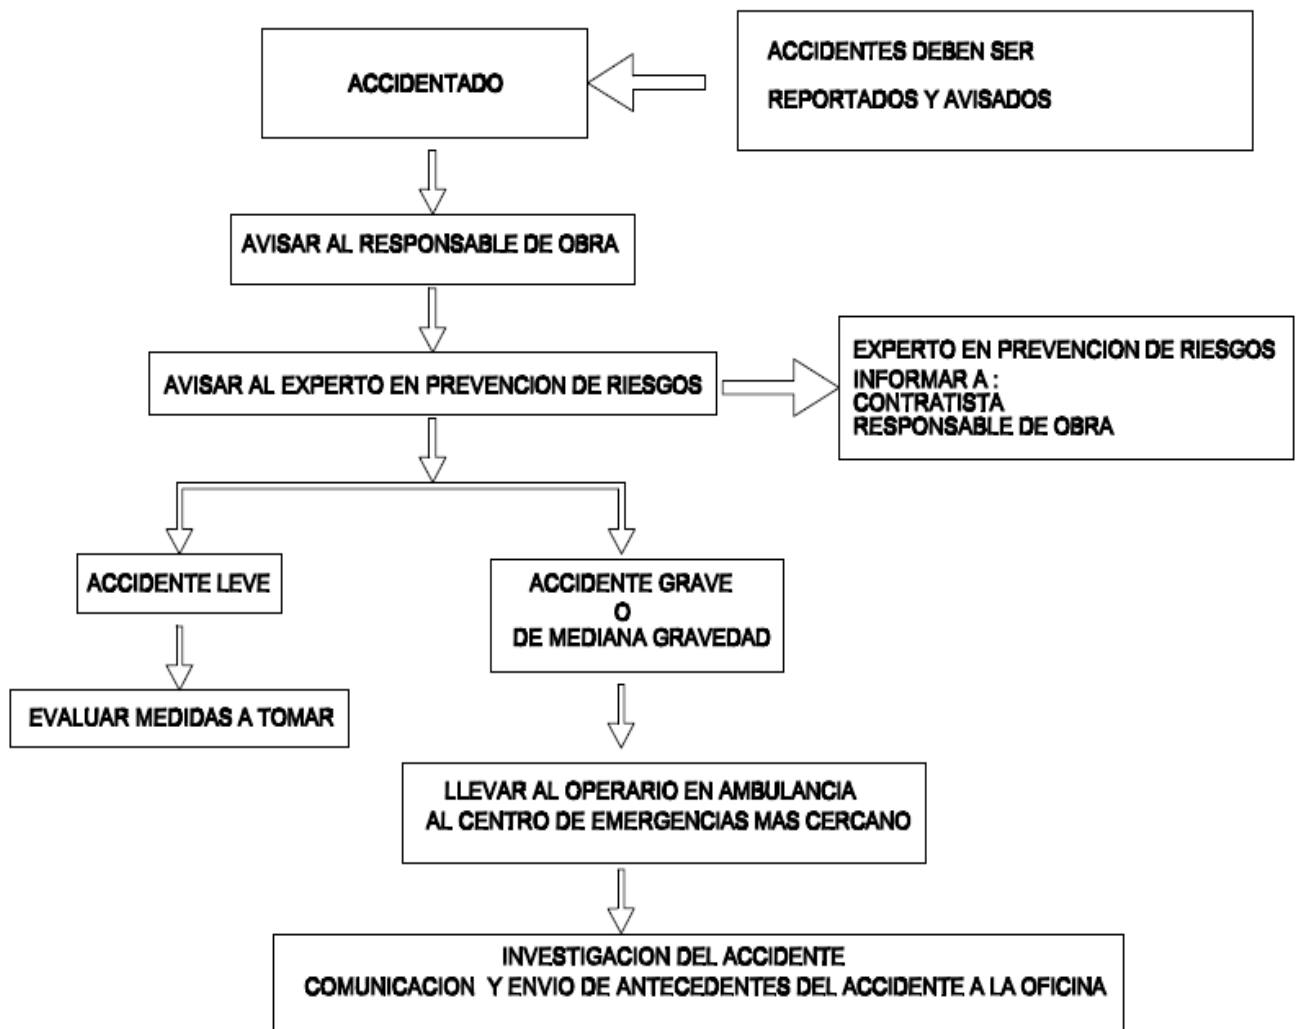 ACCIDENTADO
ACCIDENTES DEBEN SER
REPORTADOS Y AVISADOS
AVISAR AL RESPONSABLE DE OBRA
AVISAR AL EXPERTO EN PREVENCION DE RIESGOS
EXPERTO EN PREVENCION DE RIESGOS
INFORMAR A :
CONTRATISTA
RESPONSABLE DE OBRA
ACCIDENTE LEVE
ACCIDENTE GRAVE
O
DE MEDIANA GRAVEDAD
EVALUAR MEDIDAS A TOMAR
LLEVAR AL OPERARIO EN AMBULANCIA
AL CENTRO DE EMERGENCIAS MAS CERCANO
INVESTIGACION DEL ACCIDENTE
COMUNICACION Y ENVIO DE ANTECEDENTES DEL ACCIDENTE A LA OFICINA